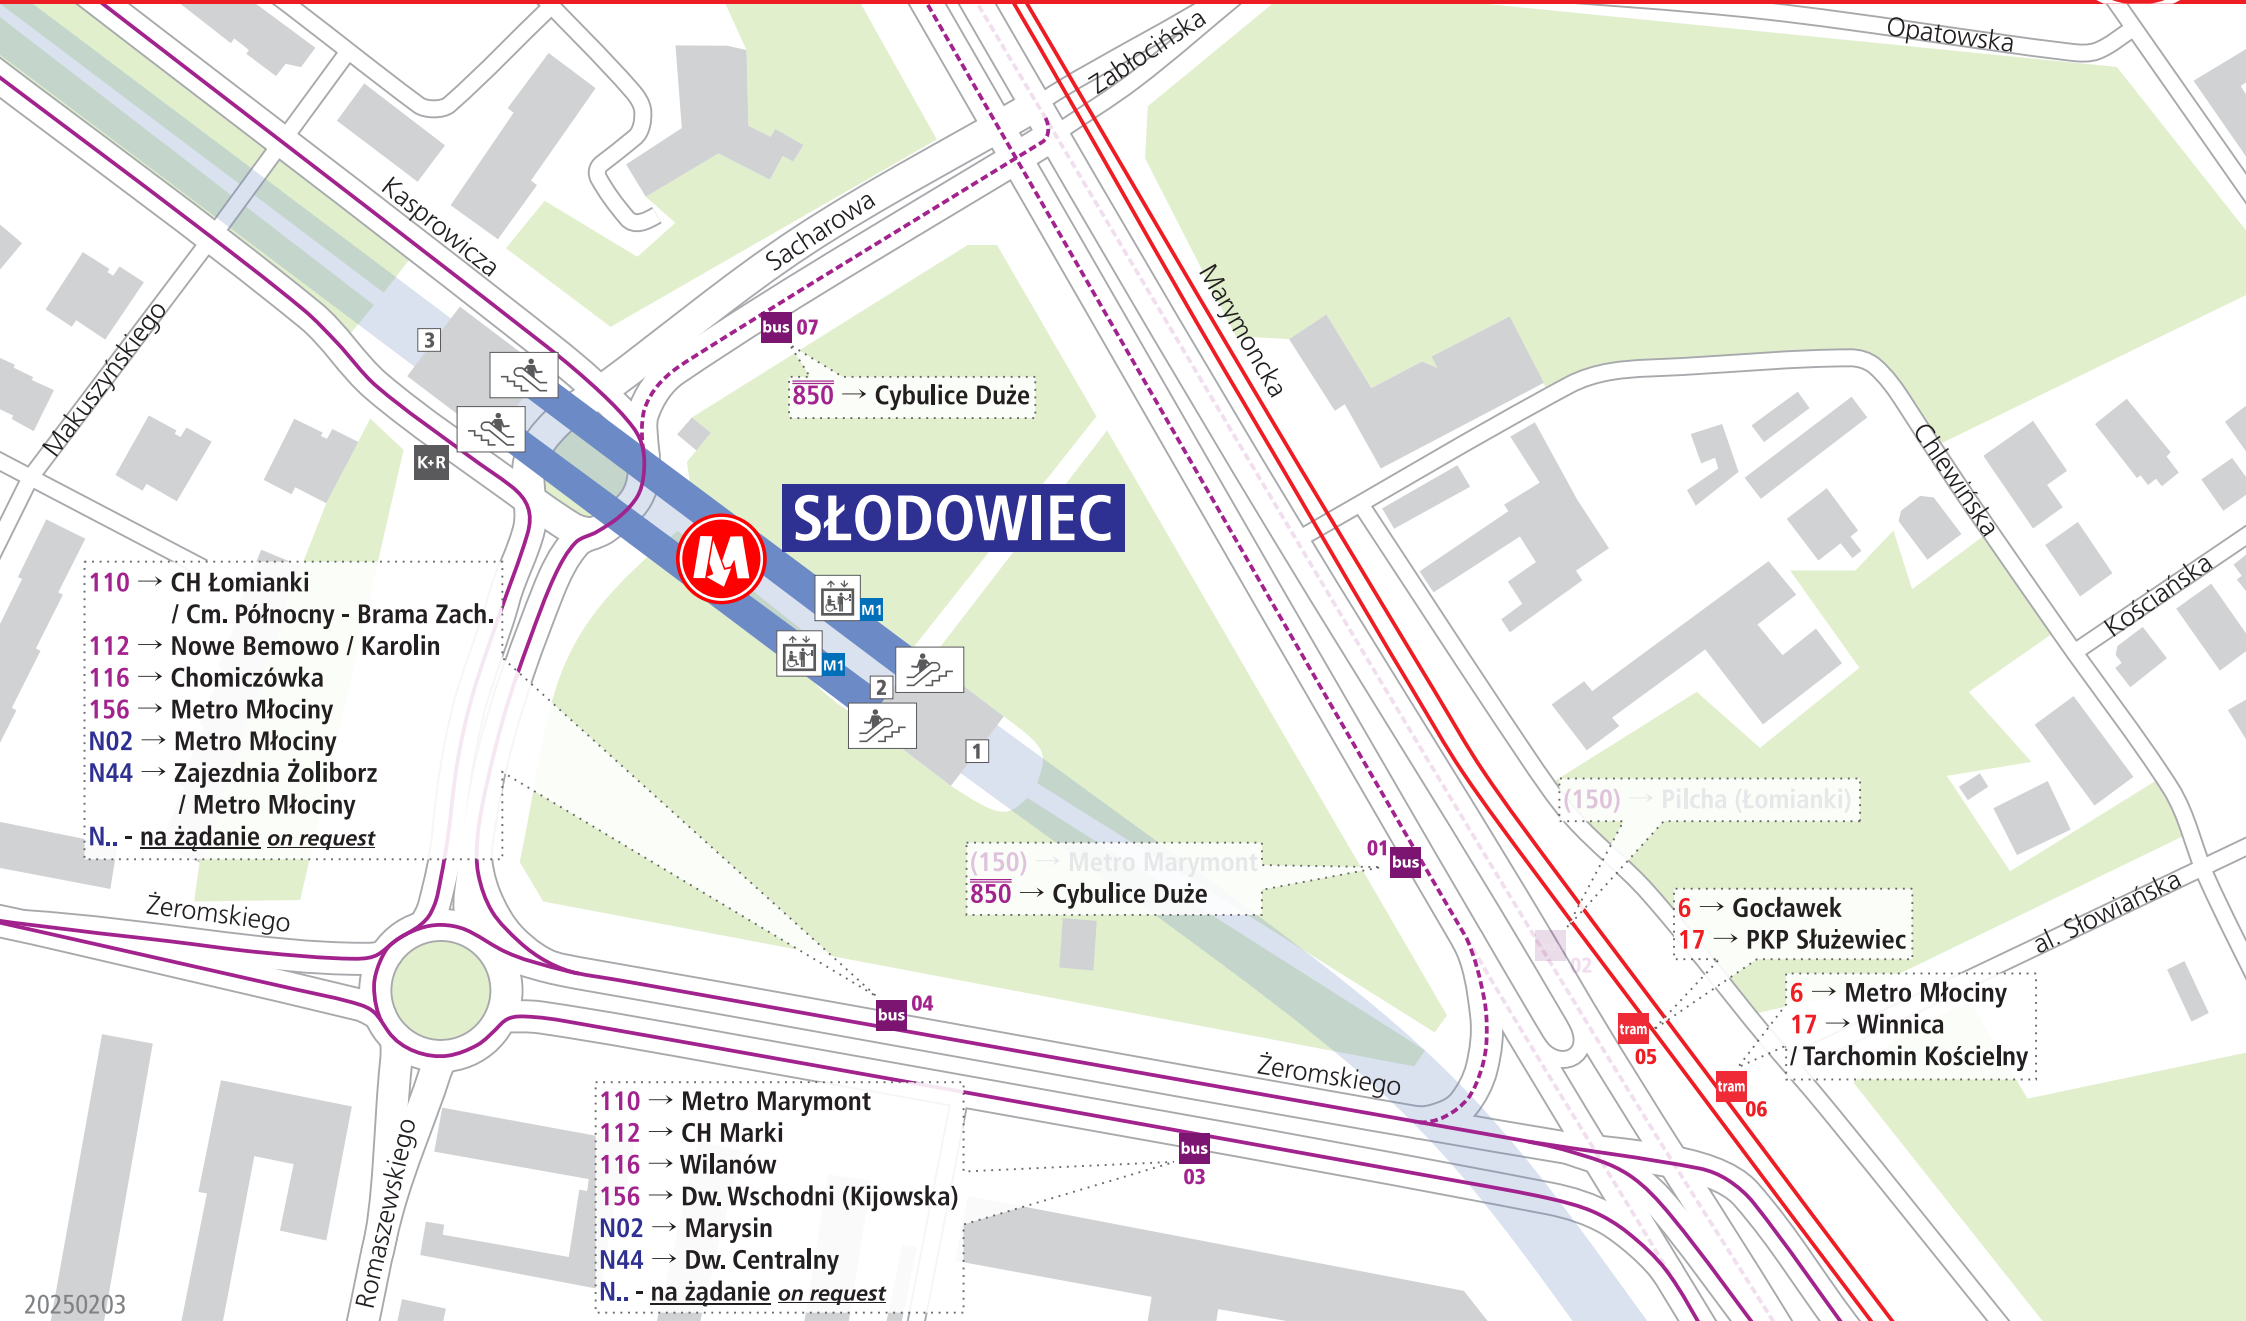 Opatowska
Zabłocińska
Kasprowicza
Sacharowa
Marymoncka
Makuszyńskiego
3
bus 07
850 → Cybulice Duże
K+R
SŁODOWIEC
M
M1
M1
2
1
Chlewińska
Kościańska
110 → CH Łomianki
/ Cm. Północny - Brama Zach.
112 → Nowe Bemowo / Karolin
116 → Chomiczówka
156 → Metro Młociny
N02 → Metro Młociny
N44 → Zajezdnia Żoliborz
/ Metro Młociny
N.. - na żądanie on request
(150) → Pilcha (Łomianki)
01 bus
(150) → Metro Marymont
850 → Cybulice Duże
Żeromskiego
al. Słowiańska
02
6 → Gocławek
17 → PKP Służewiec
6 → Metro Młociny
17 → Winnica
/ Tarchomin Kościelny
tram
05
tram
06
bus 04
Żeromskiego
bus
03
110 → Metro Marymont
112 → CH Marki
116 → Wilanów
156 → Dw. Wschodni (Kijowska)
N02 → Marysin
N44 → Dw. Centralny
N.. - na żądanie on request
Romaszewskiego
20250203